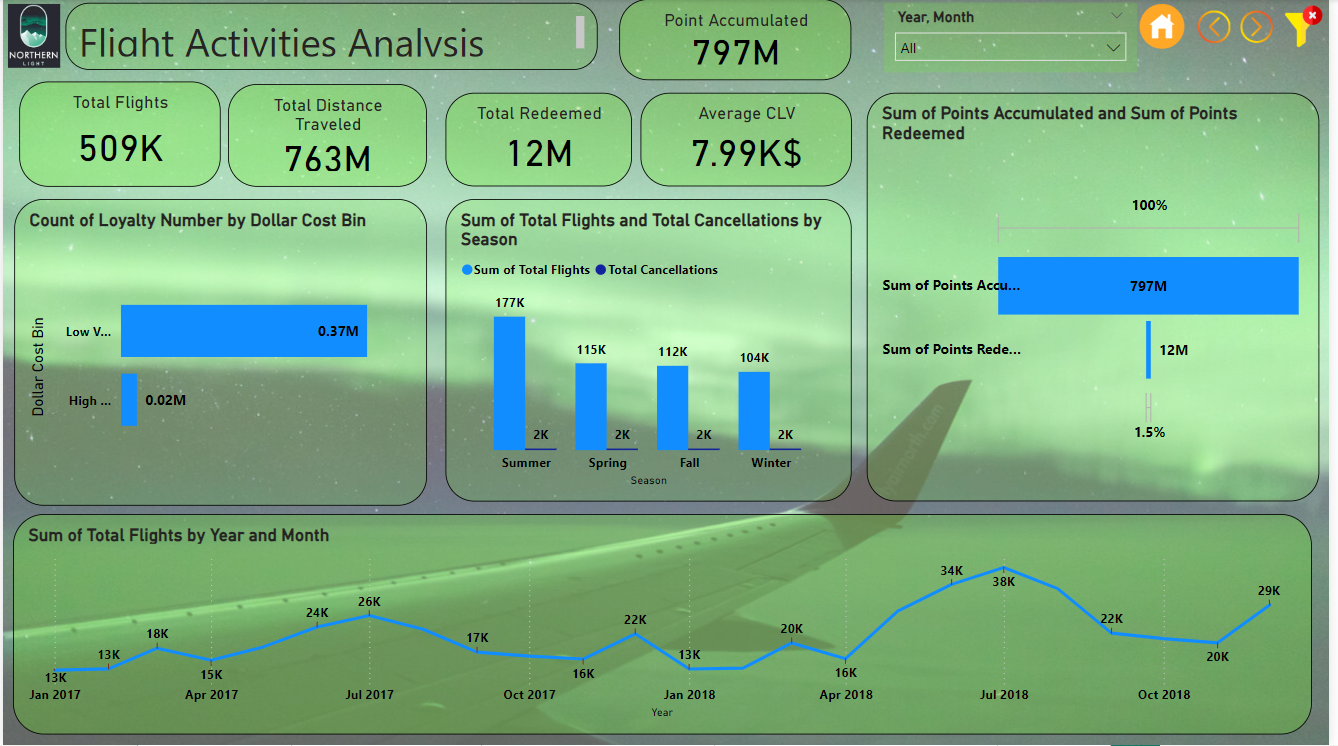 NORTHERN
LIGHT
Flight Activities Analysis
Point Accumulated
797M
Year, Month
All
Total Flights
509K
Total Distance
Traveled
763M
Total Redeemed
12M
Average CLV
7.99K$
Sum of Points Accumulated and Sum of Points
Redeemed
100%
Sum of Points Accu...
797M
Sum of Points Rede...
12M
1.5%
Count of Loyalty Number by Dollar Cost Bin
Dollar Cost Bin
Low V...
0.37M
High ...
0.02M
Sum of Total Flights and Total Cancellations by
Season
Sum of Total Flights Total Cancellations
177K
115K
112K
104K
2K
2K
2K
2K
Summer
Spring
Fall
Winter
Season
Sum of Total Flights by Year and Month
13K
13K
18K
15K
24K
26K
17K
16K
22K
13K
20K
16K
34K
38K
22K
20K
29K
Jan 2017
Apr 2017
Jul 2017
Oct 2017
Jan 2018
Apr 2018
Jul 2018
Oct 2018
Year